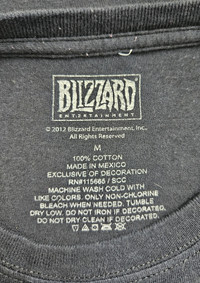 BLIZZARD
ENTERTAINMENT
© 2012 Blizzard Entertainment, Inc.
All Rights Reserved
M
100% COTTON
MADE IN MEXICO
EXCLUSIVE OF DECORATION
RN#115665 / SCC
MACHINE WASH COLD WITH
LIKE COLORS. ONLY NON-CHLORINE
BLEACH WHEN NEEDED. TUMBLE
DRY LOW. DO NOT IRON IF DECORATED.
DO NOT DRY CLEAN IF DECORATED.